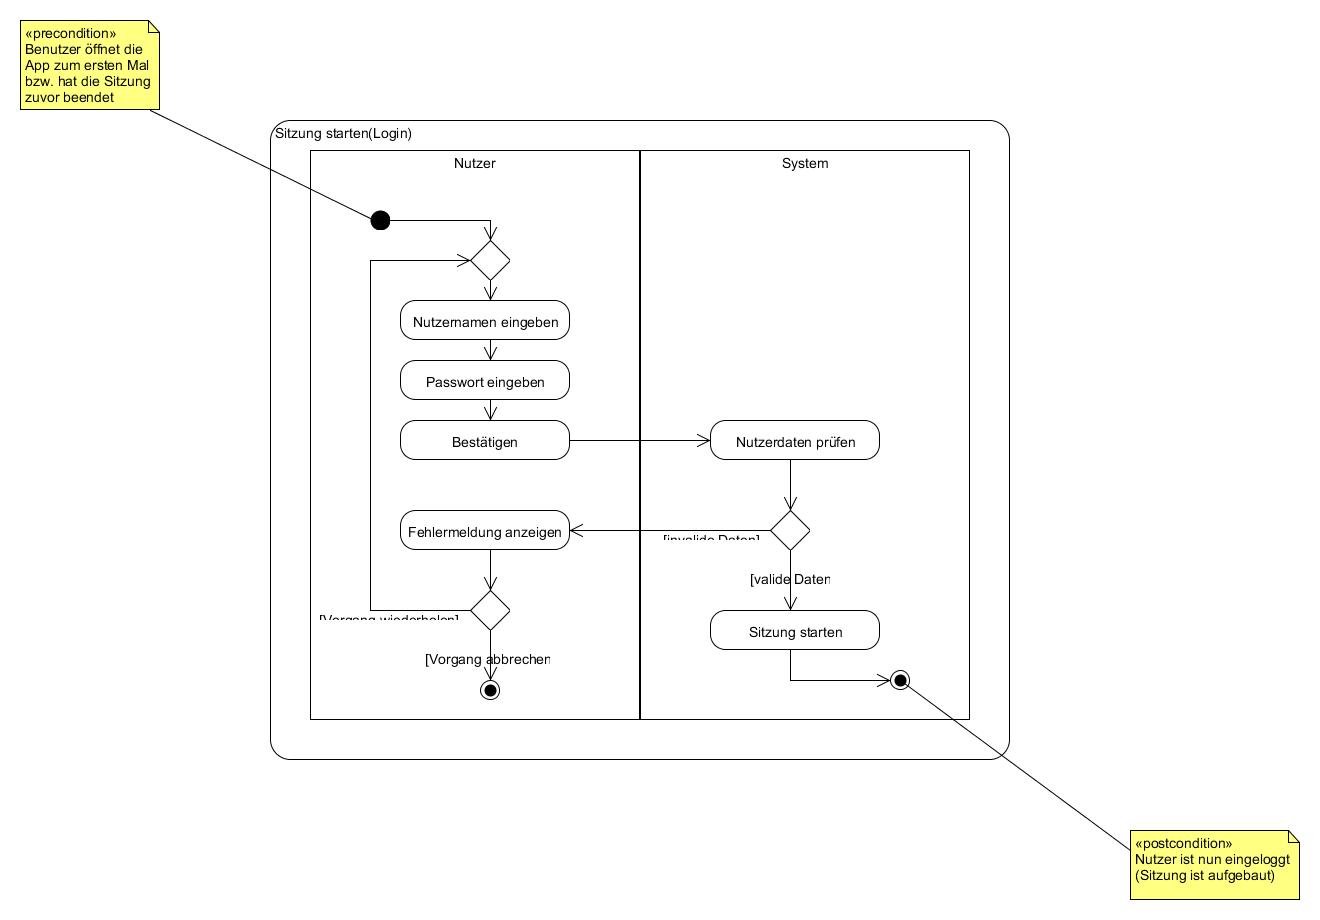 «precondition»
Benutzer öffnet die
App zum ersten Mal
bzw. hat die Sitzung
zuvor beendet
Sitzung starten(Login)
Nutzer
System
Nutzernamen eingeben
Passwort eingeben
Bestätigen
Nutzerdaten prüfen
Fehlermeldung anzeigen
[invalide Daten]
[valide Daten
[Vorgang wiederholen]
Sitzung starten
[Vorgang abbrechen
«postcondition»
Nutzer ist nun eingeloggt
(Sitzung ist aufgebaut)